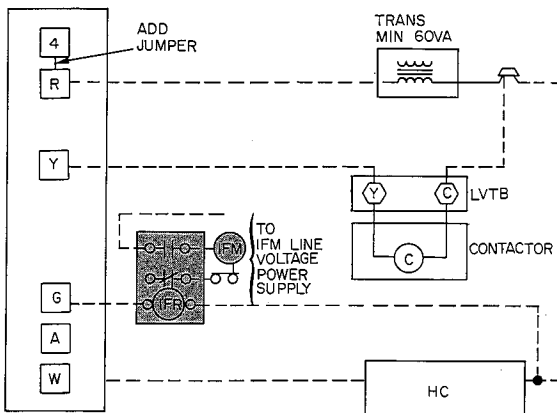 4
ADD
JUMPER
R
TRANS
MIN 60VA
Y
Y
C
LVTB
CONTACTOR
C
IFM
TO
IFM LINE
VOLTAGE
POWER
SUPPLY
G
IFR
A
W
HC